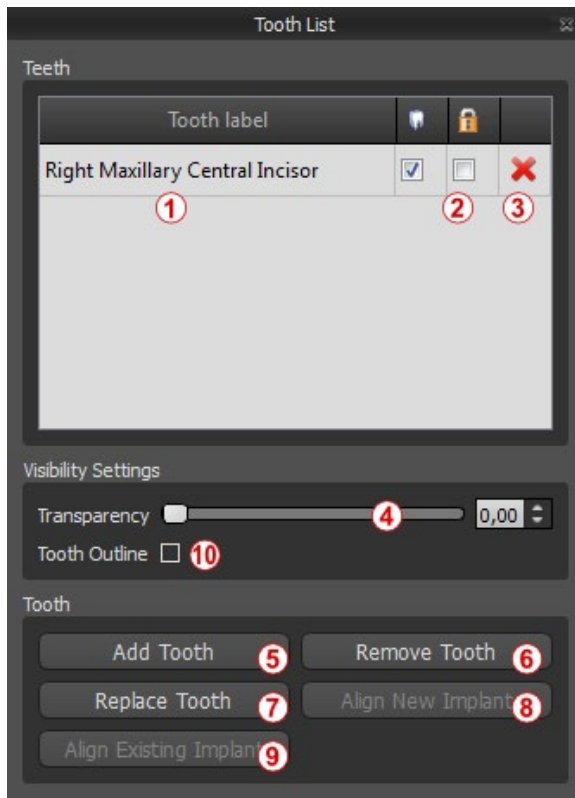 Tooth List
Teeth
Tooth label
Right Maxillary Central Incisor
1 2 3
Visibility Settings
Transparency 4 0,00
Tooth Outline 10
Tooth
Add Tooth 5 Remove Tooth 6
Replace Tooth 7 Align New Implant 8
Align Existing Implant 9